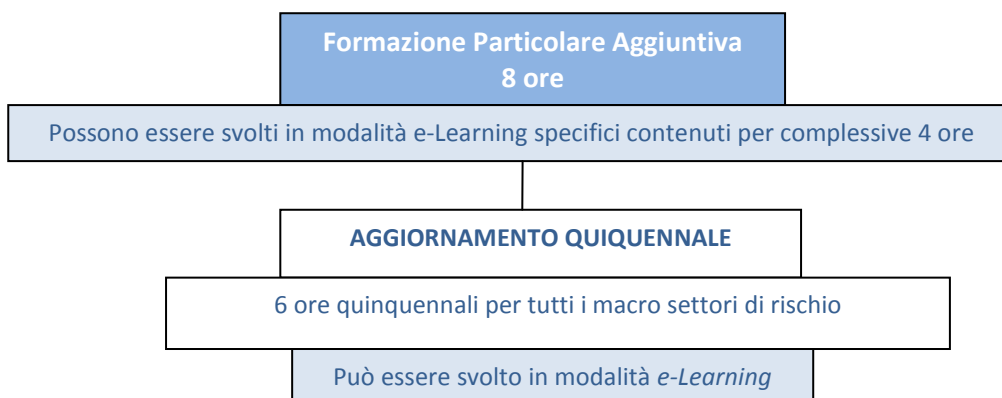 Formazione Particolare Aggiuntiva
8 ore
Possono essere svolti in modalità e-Learning specifici contenuti per complessive 4 ore
AGGIORNAMENTO QUIQUENNALE
6 ore quinquennali per tutti i macro settori di rischio
Può essere svolto in modalità e-Learning